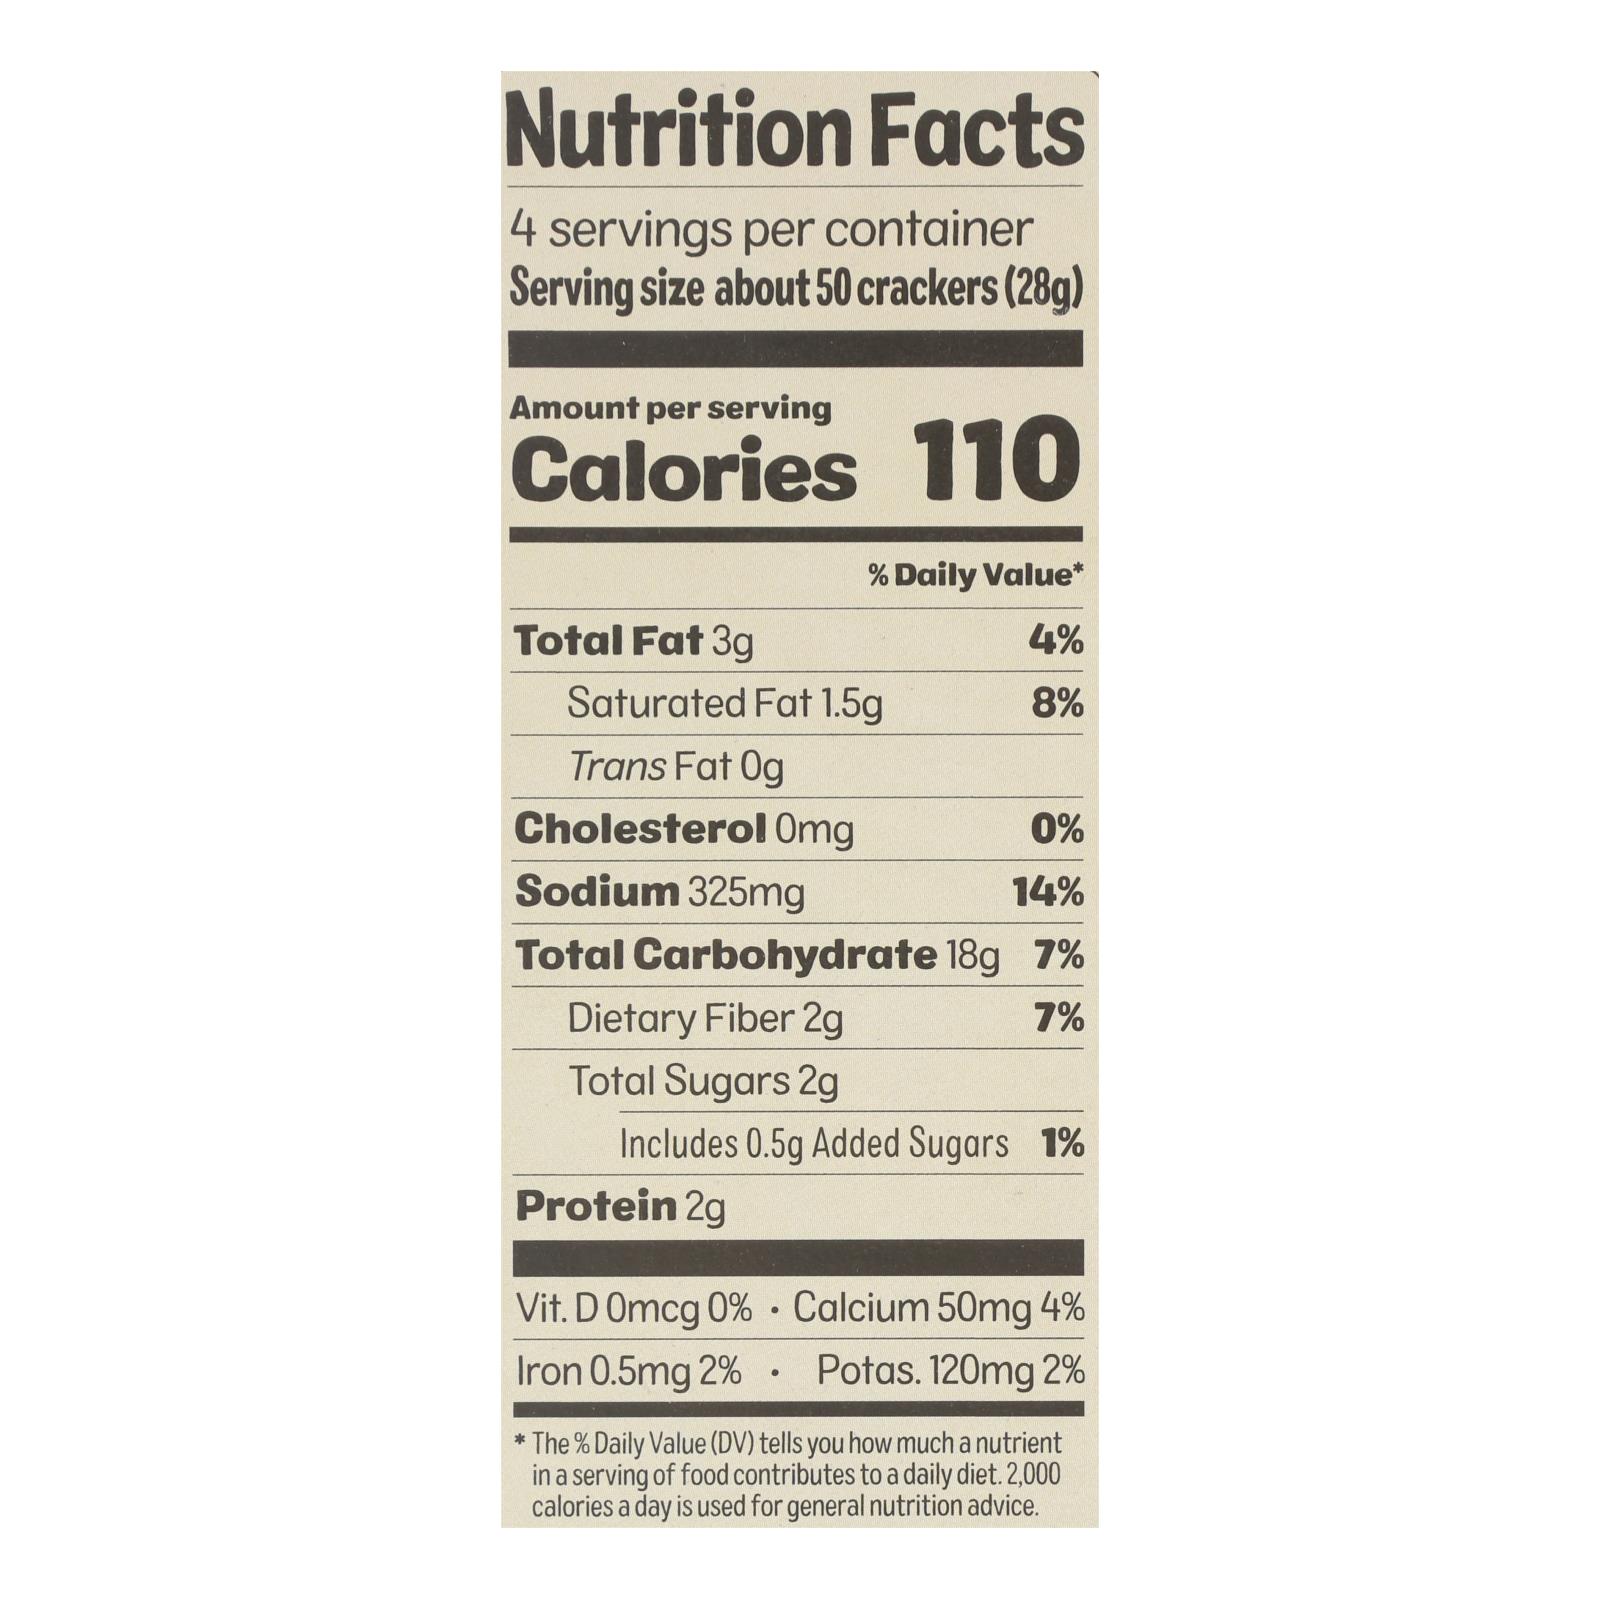 Nutrition Facts
4 servings per container
Serving size about 50 crackers (28g)
Amount per serving
Calories 110
% Daily Value*
Total Fat 3g 4%
Saturated Fat 1.5g 8%
Trans Fat 0g
Cholesterol 0mg 0%
Sodium 325mg 14%
Total Carbohydrate 18g 7%
Dietary Fiber 2g 7%
Total Sugars 2g
Includes 0.5g Added Sugars 1%
Protein 2g
Vit. D 0mcg 0% • Calcium 50mg 4%
Iron 0.5mg 2% • Potas. 120mg 2%
* The % Daily Value (DV) tells you how much a nutrient
in a serving of food contributes to a daily diet. 2,000
calories a day is used for general nutrition advice.